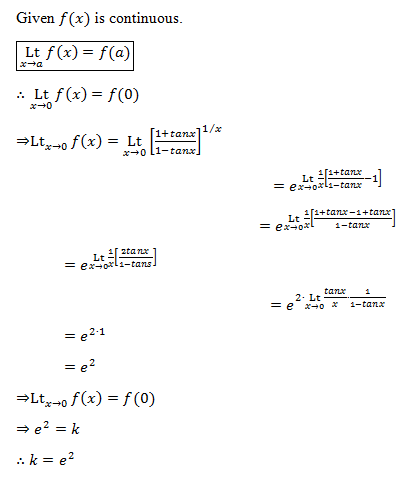 Given f(x) is continuous.
Lt_{x→a} f(x) = f(a)
∴ Lt_{x→0} f(x) = f(0)
⇒Lt_{x→0} f(x) = Lt_{x→0} [(1+tanx)/(1−tanx)]^{1/x}
= e^{Lt_{x→0} (1/x)[(1+tanx)/(1−tanx) −1]}
= e^{Lt_{x→0} (1/x)[(1+tanx−1+tanx)/(1−tanx)]}
= e^{Lt_{x→0} (1/x)[(2tanx)/(1−tans)]}
= e^{2· Lt_{x→0} (tanx/x)·(1/(1−tanx))}
= e^{2·1}
= e^2
⇒Lt_{x→0} f(x) = f(0)
⇒ e^2 = k
∴ k = e^2